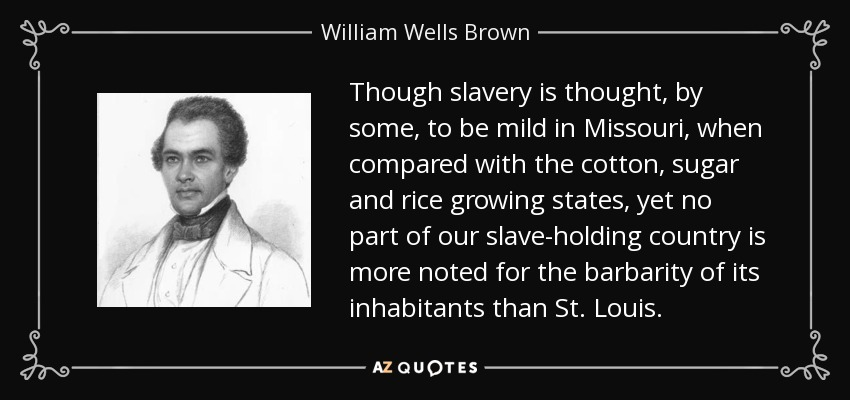 William Wells Brown
Though slavery is thought, by
some, to be mild in Missouri, when
compared with the cotton, sugar
and rice growing states, yet no
part of our slave-holding country is
more noted for the barbarity of its
inhabitants than St. Louis.
AZ QUOTES